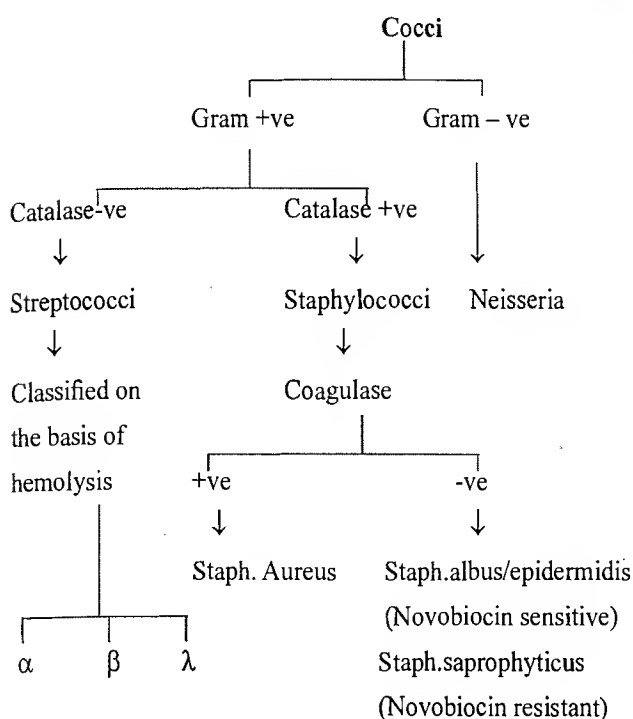 Cocci
Gram +ve Gram – ve
Catalase-ve Catalase +ve
Streptococci Staphylococci Neisseria
Classified on Coagulase
the basis of
hemolysis +ve -ve
Staph. Aureus Staph.albus/epidermidis
(Novobiocin sensitive)
α β λ Staph.saprophyticus
(Novobiocin resistant)